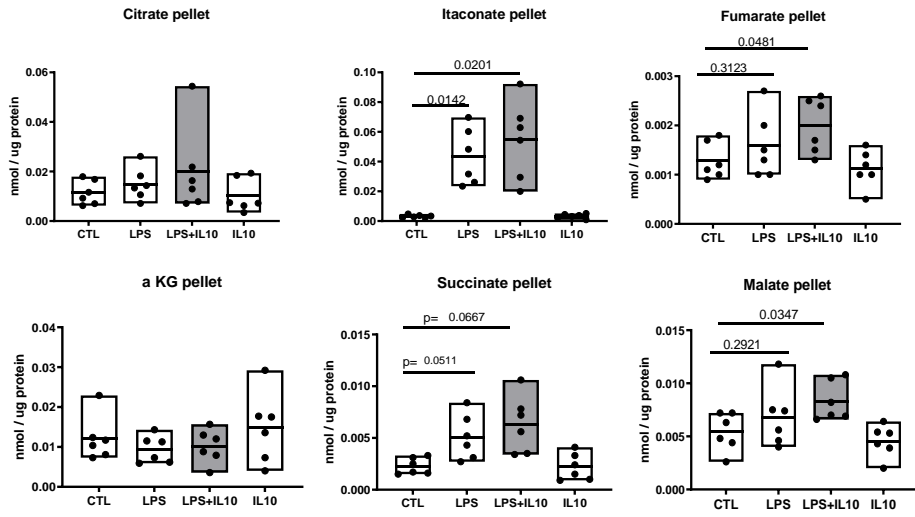 Citrate pellet
nmol / ug protein
0.06
0.04
0.02
0.00
CTL
LPS
LPS+IL10
IL10
Itaconate pellet
nmol / ug protein
0.10
0.08
0.06
0.04
0.02
0.00
0.0201
0.0142
CTL
LPS
LPS+IL10
IL10
Fumarate pellet
nmol / ug protein
0.003
0.002
0.001
0.000
0.0481
0.3123
CTL
LPS
LPS+IL10
IL10
a KG pellet
nmol / ug protein
0.04
0.03
0.02
0.01
0.00
CTL
LPS
LPS+IL10
IL10
Succinate pellet
nmol / ug protein
0.015
0.010
0.005
0.000
p= 0.0667
p= 0.0511
CTL
LPS
LPS+IL10
IL10
Malate pellet
nmol / ug protein
0.015
0.010
0.005
0.000
0.0347
0.2921
CTL
LPS
LPS+IL10
IL10